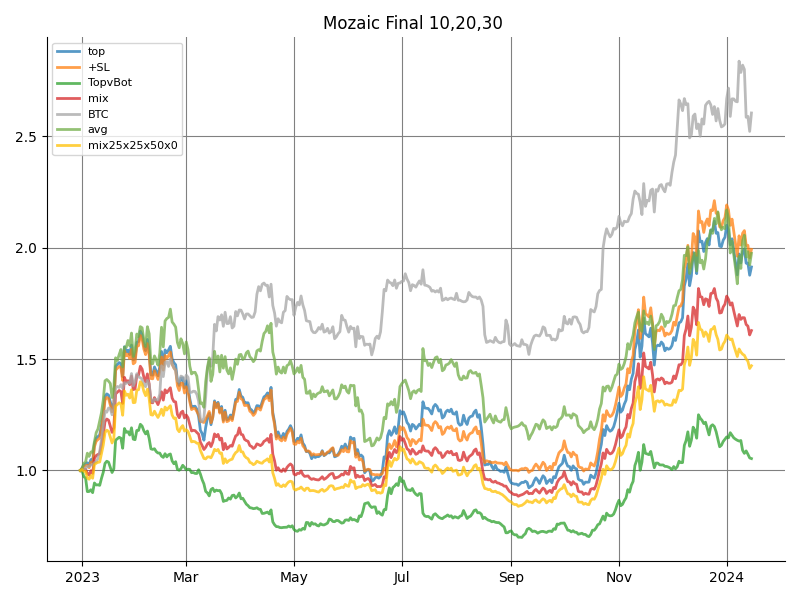 Mozaic Final 10,20,30
top
+SL
TopvBot
mix
BTC
avg
mix25x25x50x0
2.5
2.0
1.5
1.0
2023
Mar
May
Jul
Sep
Nov
2024